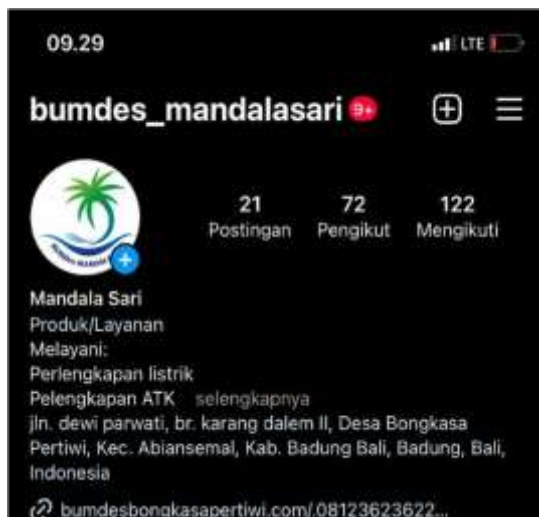 09.29
LTE
bumdes_mandalasari 9+
21 72 122
Postingan Pengikut Mengikuti
Mandala Sari
Produk/Layanan
Melayani:
Perlengkapan listrik
Pelengkapan ATK selengkapnya
jln. dewi parwati, br. karang dalem II, Desa Bongkasa
Pertiwi, Kec. Abiansemal, Kab. Badung Bali, Badung, Bali,
Indonesia
bumdesbongkasapertiwi.com/.08123623622...